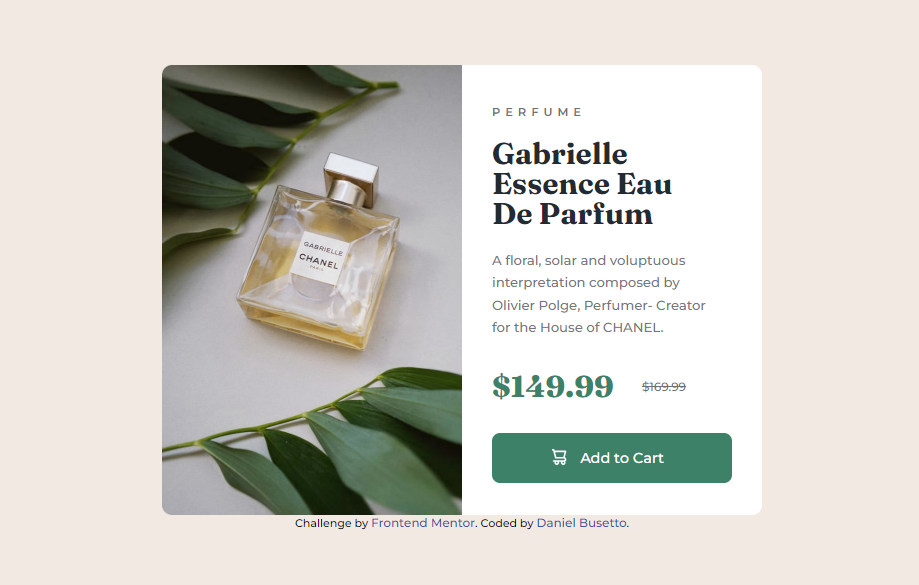 PERFUME
Gabrielle
Essence Eau
De Parfum
A floral, solar and voluptuous
interpretation composed by
Olivier Polge, Perfumer- Creator
for the House of CHANEL.
$149.99 $169.99
Add to Cart
GABRIELLE
CHANEL
PARIS
Challenge by Frontend Mentor. Coded by Daniel Busetto.